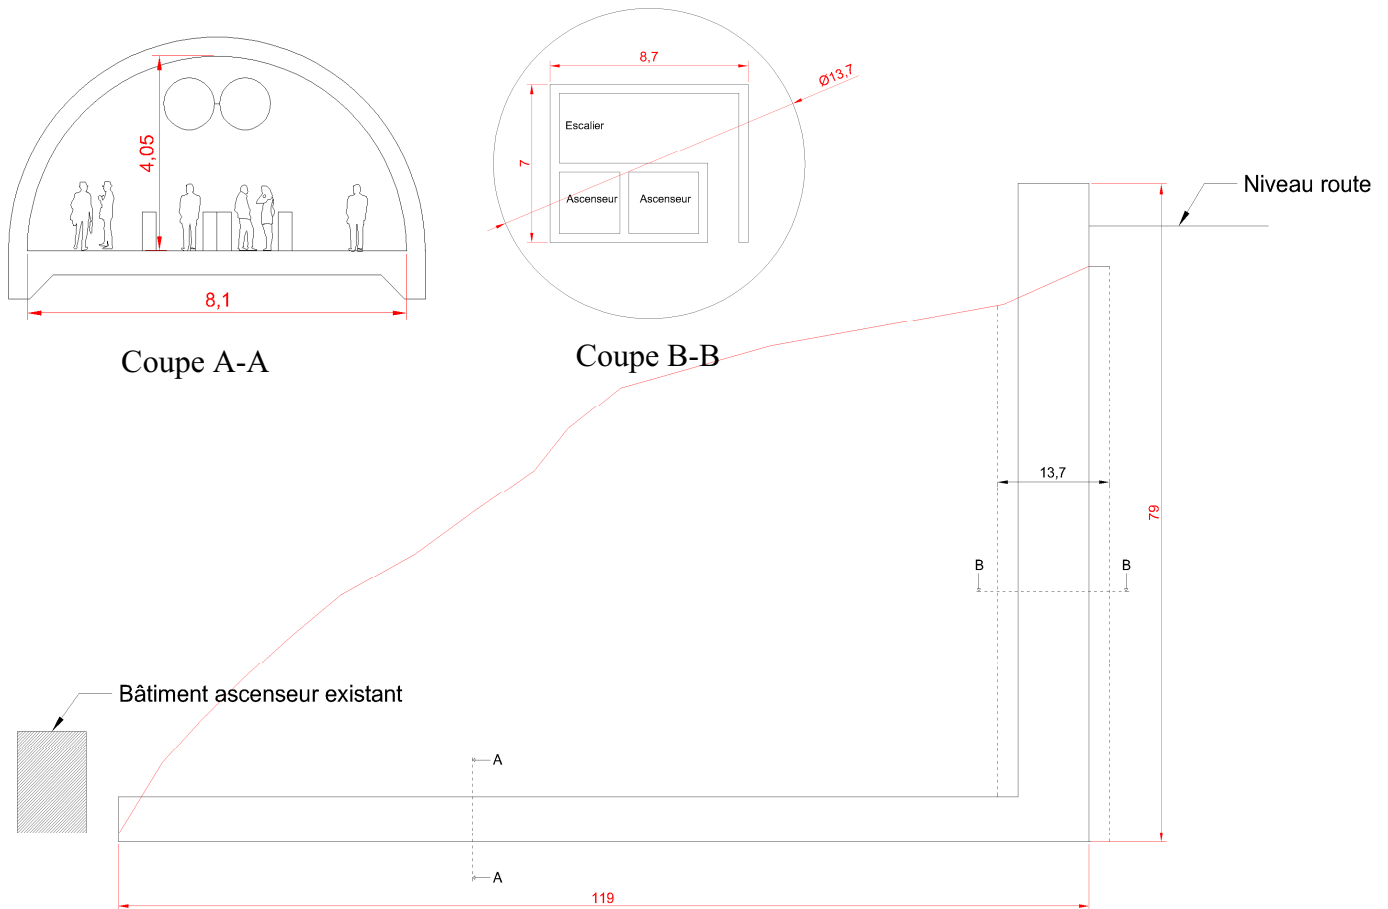 4,05
8,1
Coupe A-A
8,7
Ø13,7
7
Escalier
Ascenseur
Ascenseur
Coupe B-B
Niveau route
13,7
79
B
B
Bâtiment ascenseur existant
A
A
119